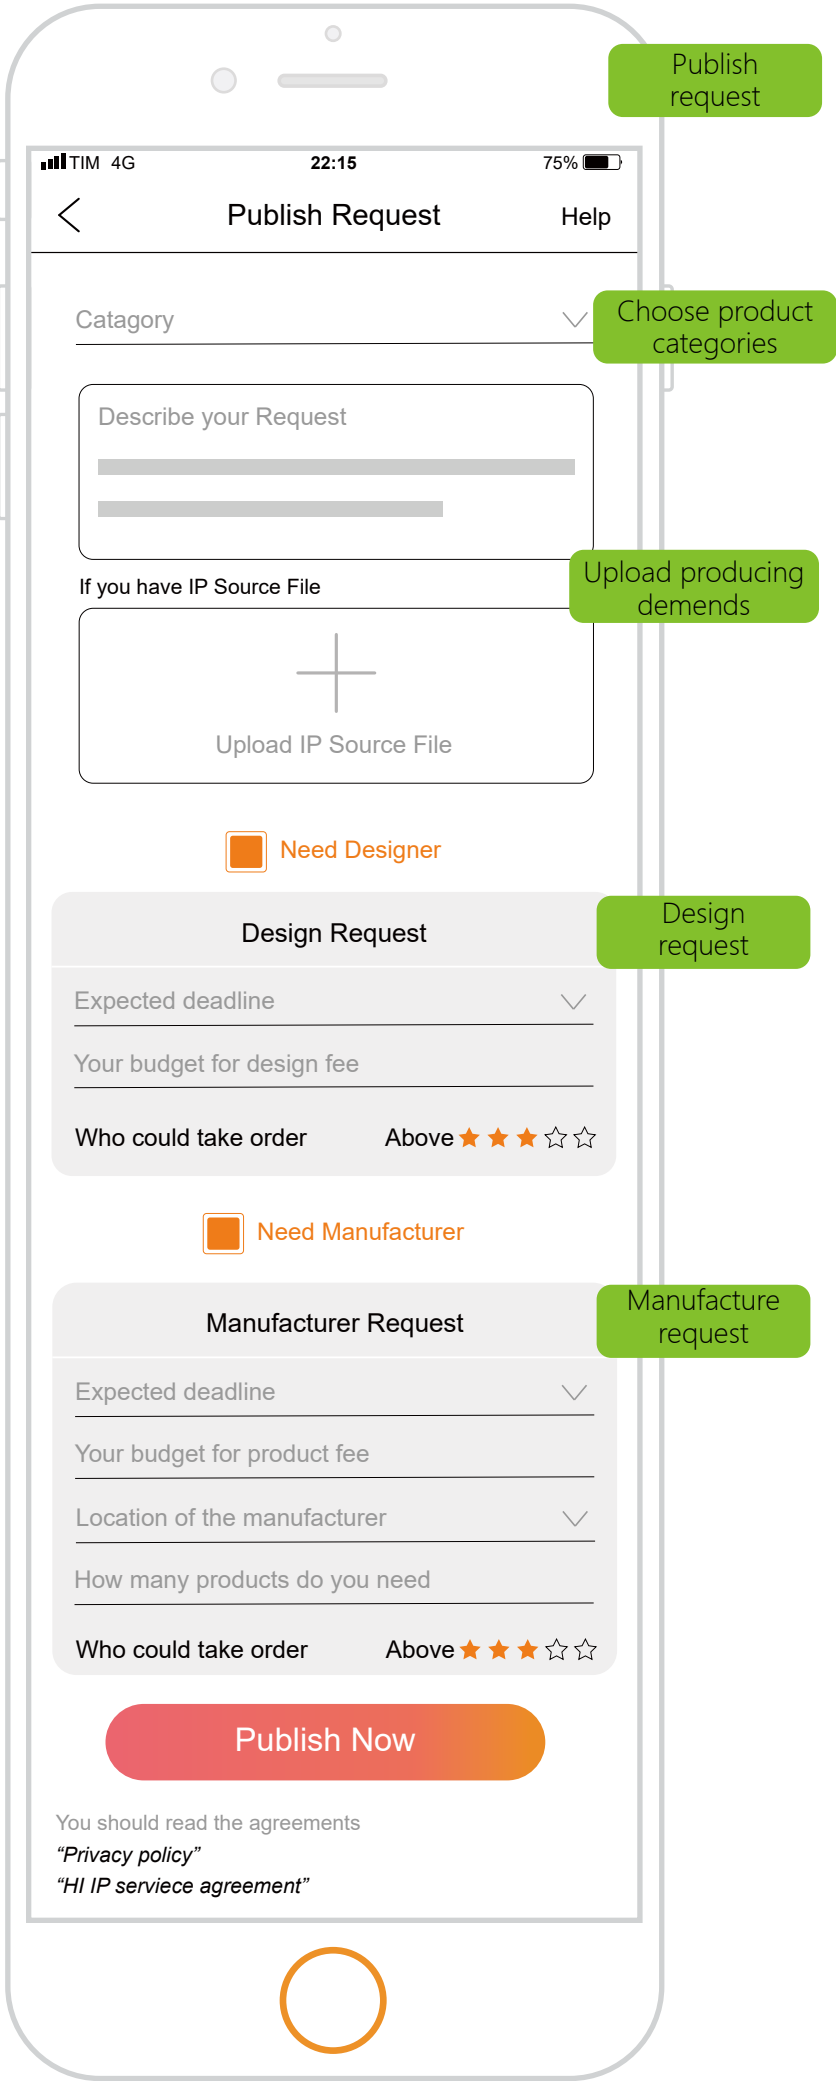 Publish
request
TIM 4G 22:15 75%
Publish Request Help
Catagory
Choose product
categories
Describe your Request
Upload producing
demends
If you have IP Source File
Upload IP Source File
Need Designer
Design Request
Design
request
Expected deadline
Your budget for design fee
Who could take order Above
Need Manufacturer
Manufacturer Request
Manufacture
request
Expected deadline
Your budget for product fee
Location of the manufacturer
How many products do you need
Who could take order Above
Publish Now
You should read the agreements
“Privacy policy”
“HI IP serviece agreement”